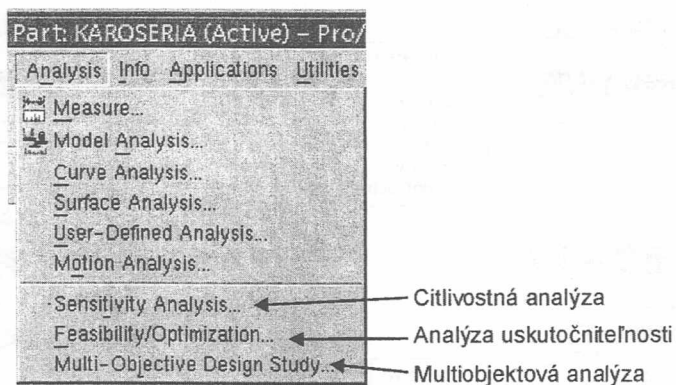 Part: KAROSERIA (Active) – Pro/
Analysis Info Applications Utilities
Measure...
Model Analysis...
Curve Analysis...
Surface Analysis...
User-Defined Analysis...
Motion Analysis...
Sensitivity Analysis... Citlivostná analýza
Feasibility/Optimization... Analýza uskutočniteľnosti
Multi-Objective Design Study... Multiobjektová analýza